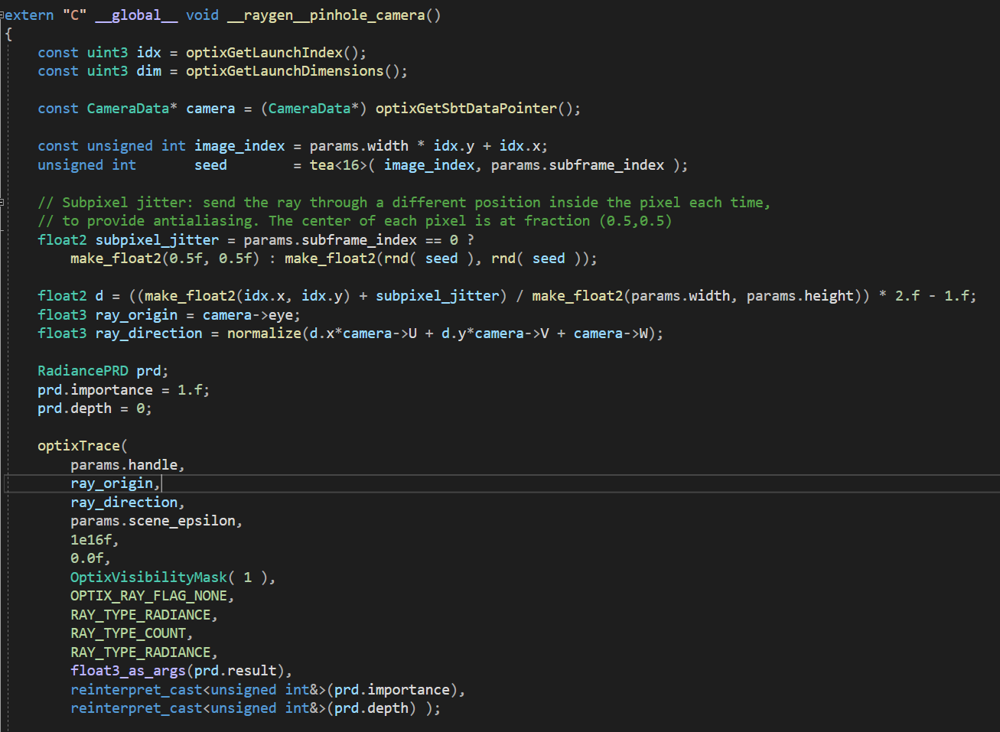 extern "C" __global__ void __raygen__pinhole_camera()
{
    const uint3 idx = optixGetLaunchIndex();
    const uint3 dim = optixGetLaunchDimensions();

    const CameraData* camera = (CameraData*) optixGetSbtDataPointer();

    const unsigned int image_index = params.width * idx.y + idx.x;
    unsigned int       seed        = tea<16>( image_index, params.subframe_index );

    // Subpixel jitter: send the ray through a different position inside the pixel each time,
    // to provide antialiasing. The center of each pixel is at fraction (0.5,0.5)
    float2 subpixel_jitter = params.subframe_index == 0 ?
        make_float2(0.5f, 0.5f) : make_float2(rnd( seed ), rnd( seed ));

    float2 d = ((make_float2(idx.x, idx.y) + subpixel_jitter) / make_float2(params.width, params.height)) * 2.f - 1.f;
    float3 ray_origin = camera->eye;
    float3 ray_direction = normalize(d.x*camera->U + d.y*camera->V + camera->W);

    RadiancePRD prd;
    prd.importance = 1.f;
    prd.depth = 0;

    optixTrace(
        params.handle,
        ray_origin,
        ray_direction,
        params.scene_epsilon,
        1e16f,
        0.0f,
        OptixVisibilityMask( 1 ),
        OPTIX_RAY_FLAG_NONE,
        RAY_TYPE_RADIANCE,
        RAY_TYPE_COUNT,
        RAY_TYPE_RADIANCE,
        float3_as_args(prd.result),
        reinterpret_cast<unsigned int&>(prd.importance),
        reinterpret_cast<unsigned int&>(prd.depth) );